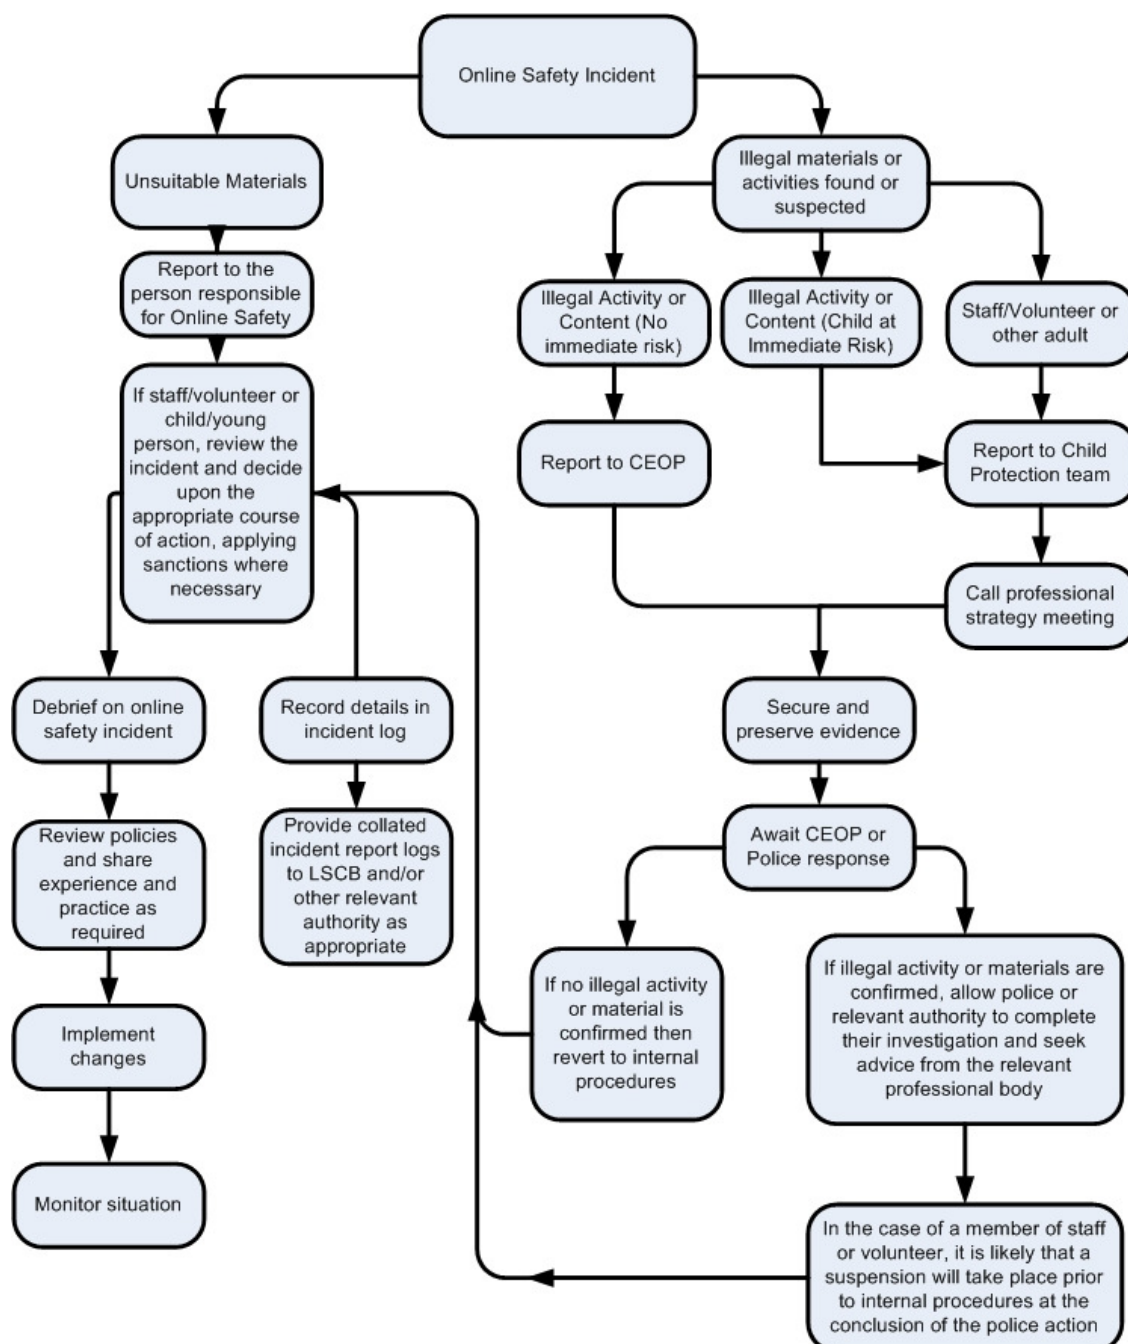 Online Safety Incident
Unsuitable Materials
Report to the
person responsible
for Online Safety
If staff/volunteer or
child/young
person, review the
incident and decide
upon the
appropriate course
of action, applying
sanctions where
necessary
Debrief on online
safety incident
Review policies
and share
experience and
practice as
required
Implement
changes
Monitor situation
Record details in
incident log
Provide collated
incident report logs
to LSCB and/or
other relevant
authority as
appropriate
Illegal materials or
activities found or
suspected
Illegal Activity or
Content (No
immediate risk)
Illegal Activity or
Content (Child at
Immediate Risk)
Staff/Volunteer or
other adult
Report to CEOP
Report to Child
Protection team
Call professional
strategy meeting
Secure and
preserve evidence
Await CEOP or
Police response
If no illegal activity
or material is
confirmed then
revert to internal
procedures
If illegal activity or materials are
confirmed, allow police or
relevant authority to complete
their investigation and seek
advice from the relevant
professional body
In the case of a member of staff
or volunteer, it is likely that a
suspension will take place prior
to internal procedures at the
conclusion of the police action